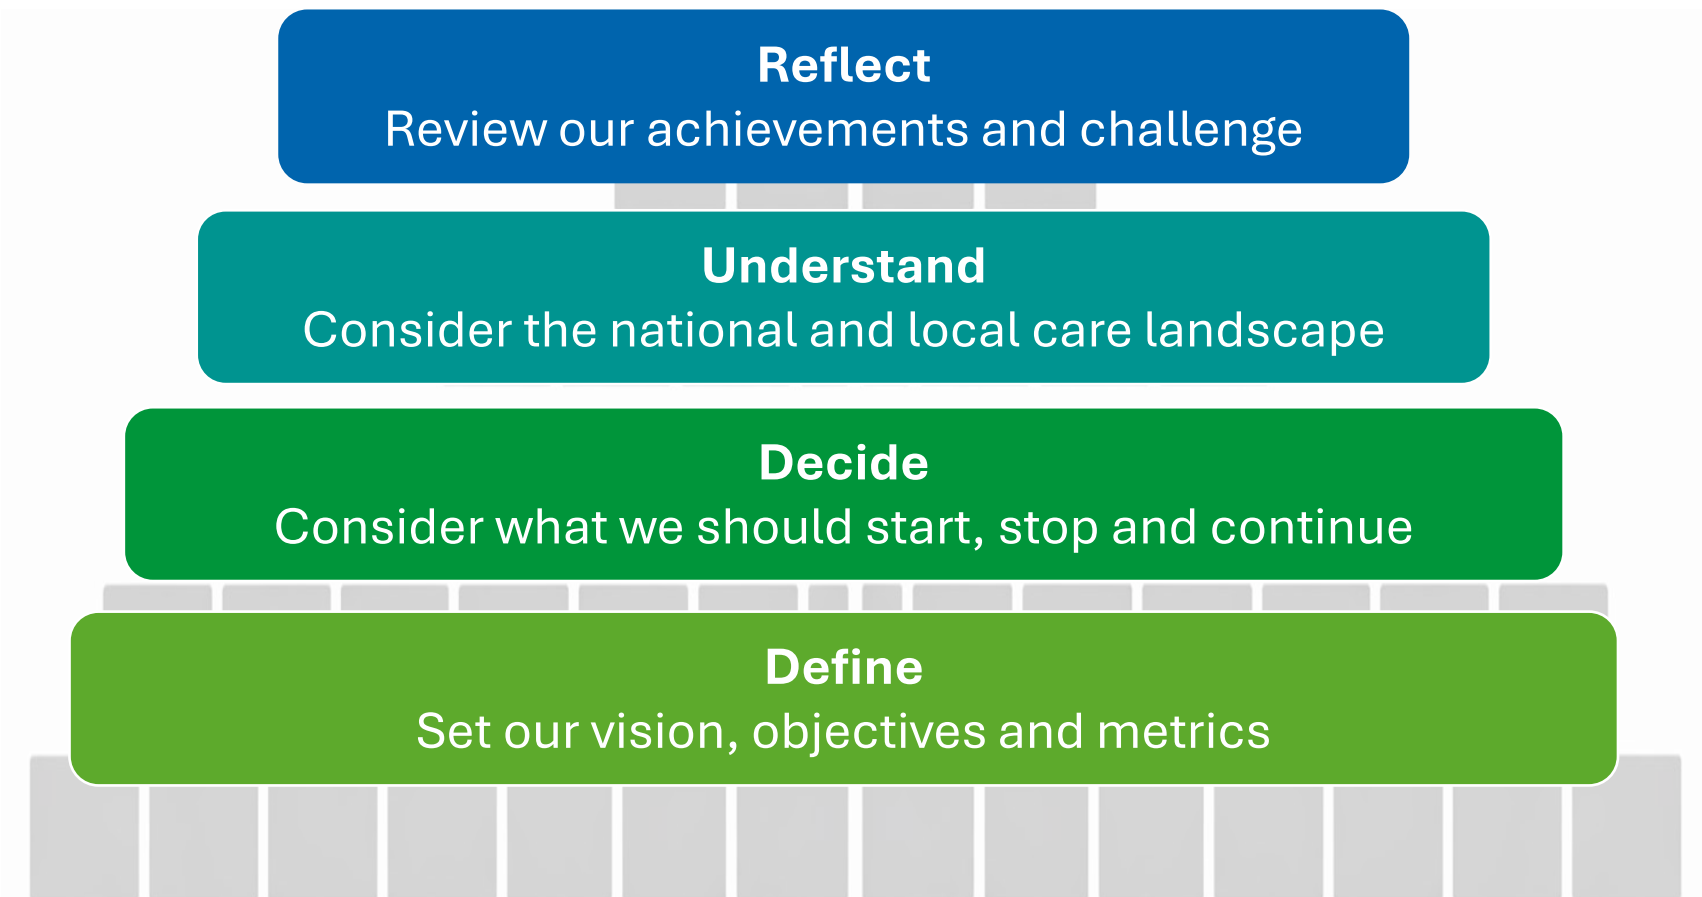 Reflect
Review our achievements and challenge
Understand
Consider the national and local care landscape
Decide
Consider what we should start, stop and continue
Define
Set our vision, objectives and metrics